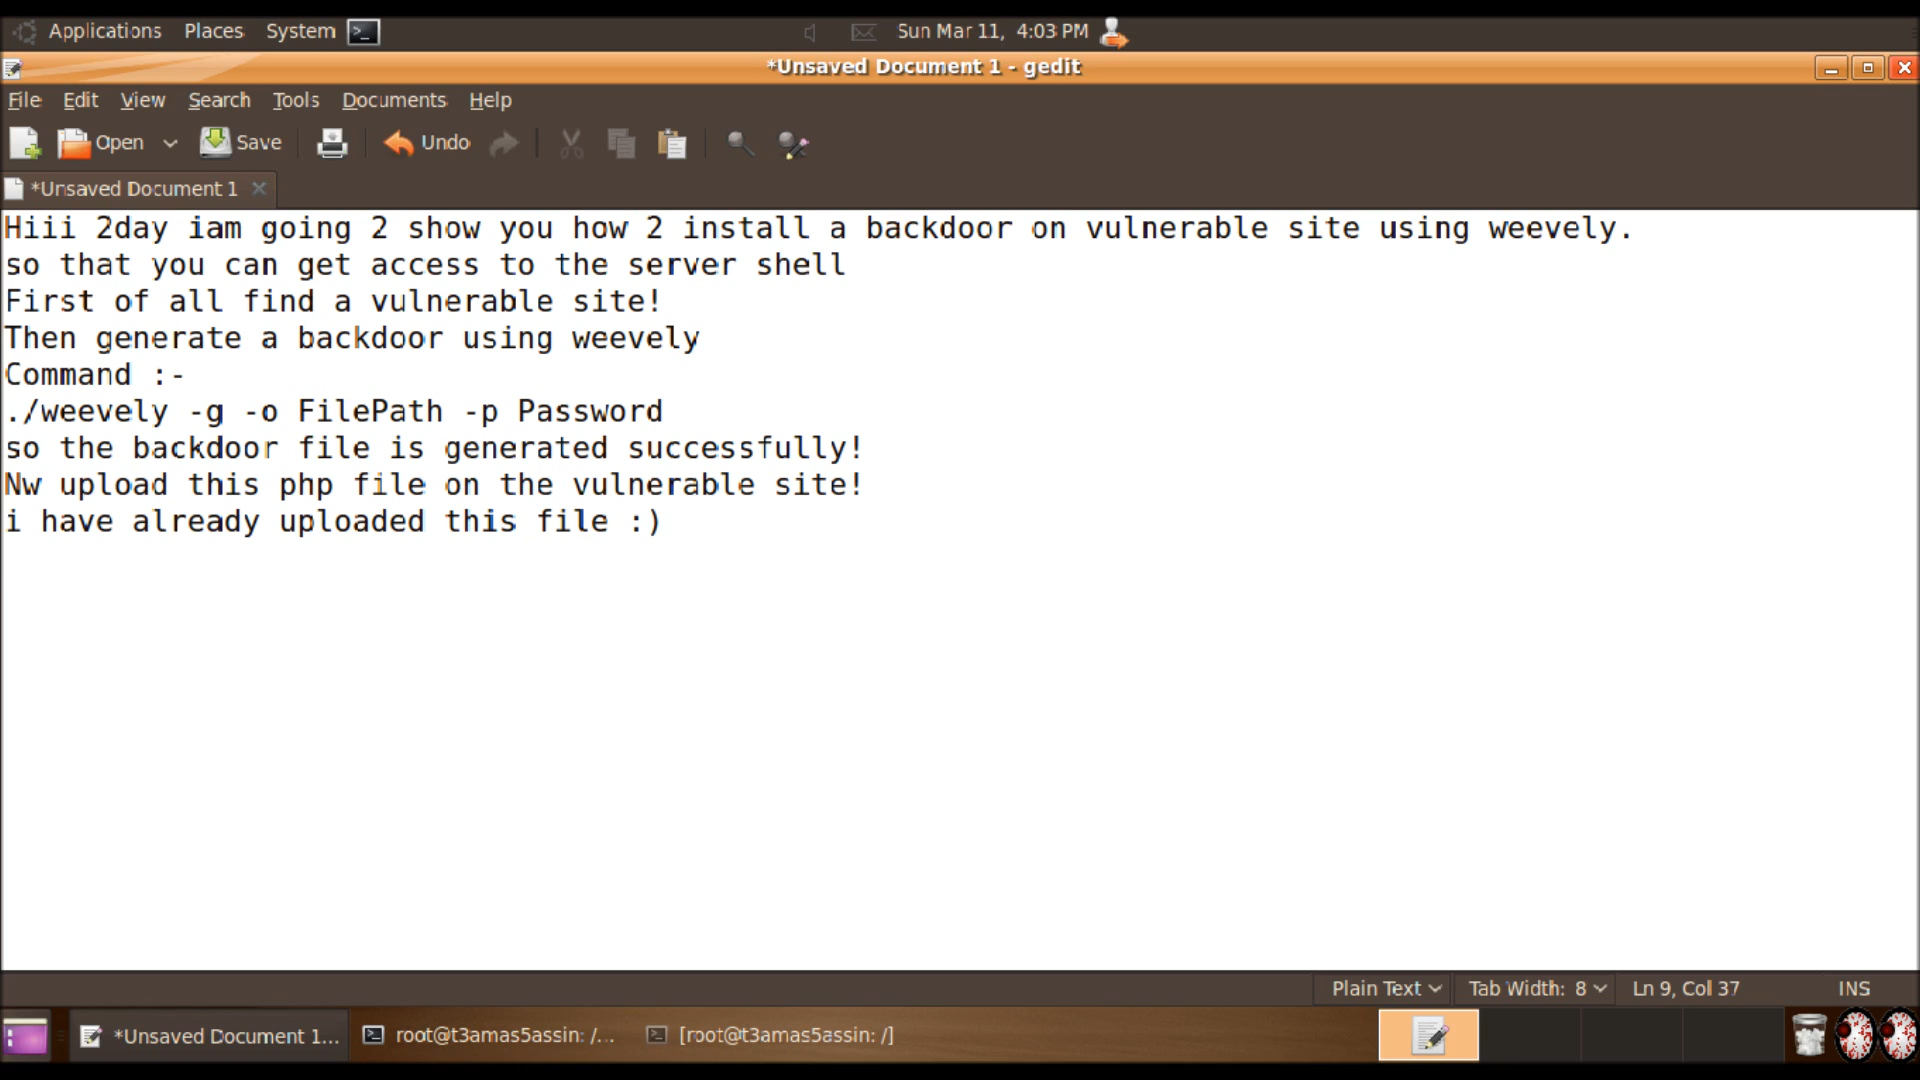 Applications Places System Sun Mar 11, 4:03 PM
*Unsaved Document 1 - gedit
File Edit View Search Tools Documents Help
Open Save Undo
*Unsaved Document 1
Hiii 2day iam going 2 show you how 2 install a backdoor on vulnerable site using weevely.
so that you can get access to the server shell
First of all find a vulnerable site!
Then generate a backdoor using weevely
Command :-
./weevely -g -o FilePath -p Password
so the backdoor file is generated successfully!
Nw upload this php file on the vulnerable site!
i have already uploaded this file :)
Plain Text Tab Width: 8 Ln 9, Col 37 INS
*Unsaved Document 1... root@t3amas5assin: /... [root@t3amas5assin: /]